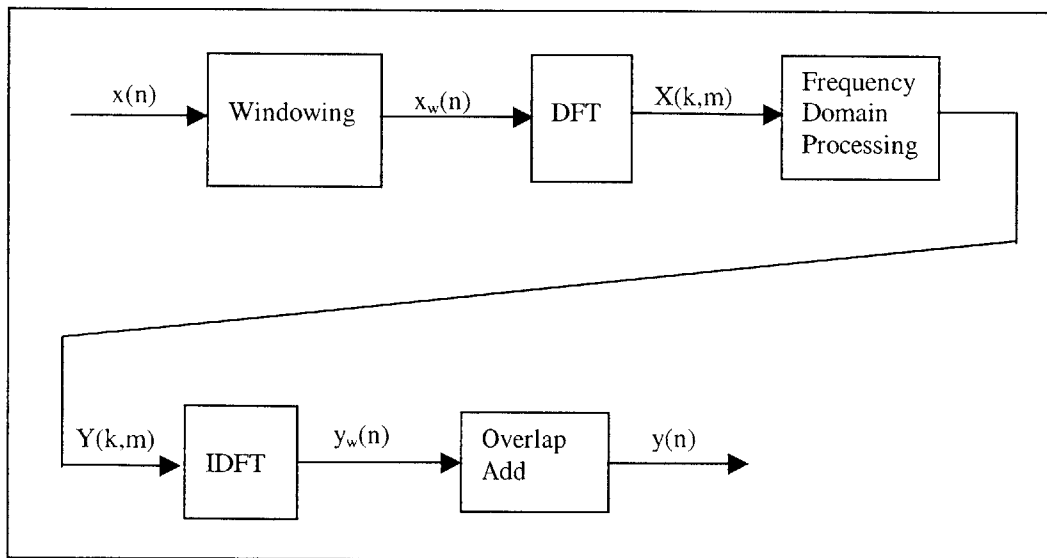 x(n)
Windowing
x_w(n)
DFT
X(k,m)
Frequency
Domain
Processing
Y(k,m)
IDFT
y_w(n)
Overlap
Add
y(n)